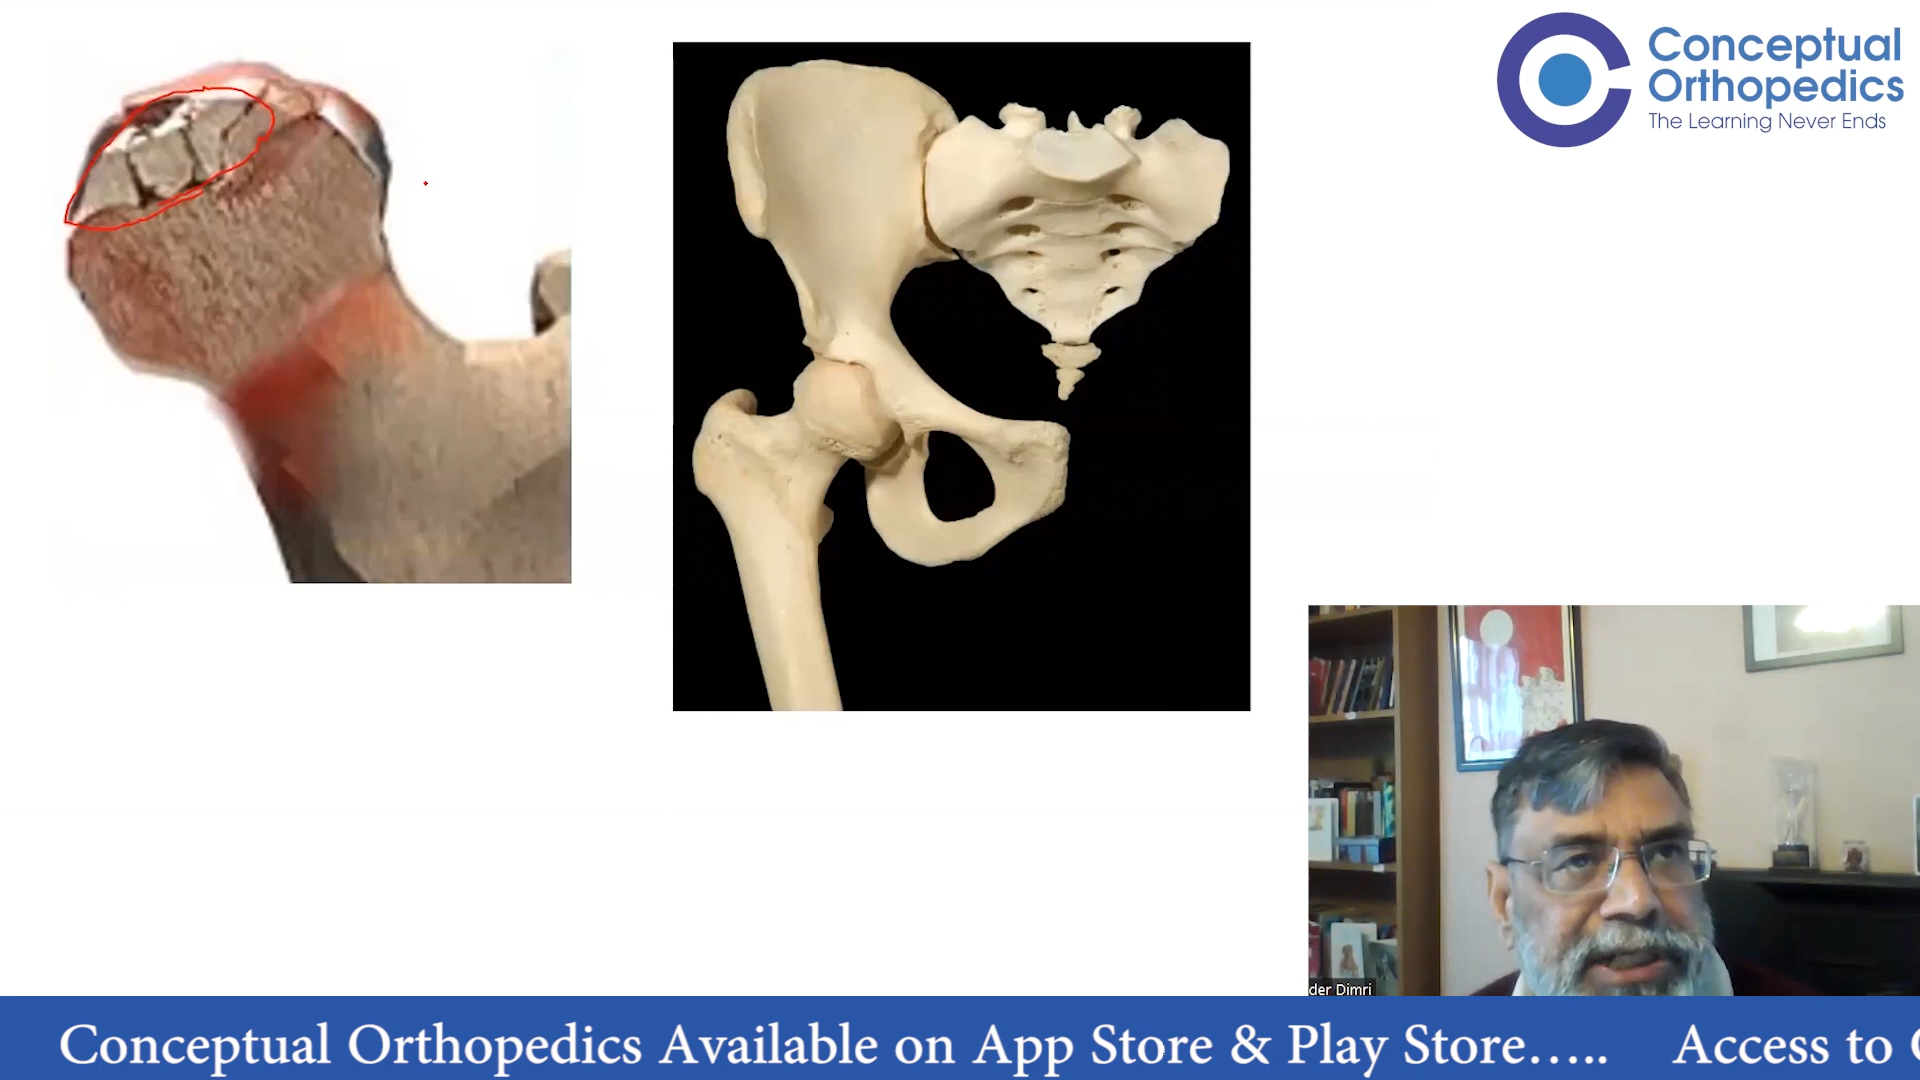 Conceptual
Orthopedics
The Learning Never Ends
der Dimri
Conceptual Orthopedics Available on App Store & Play Store….. Access to